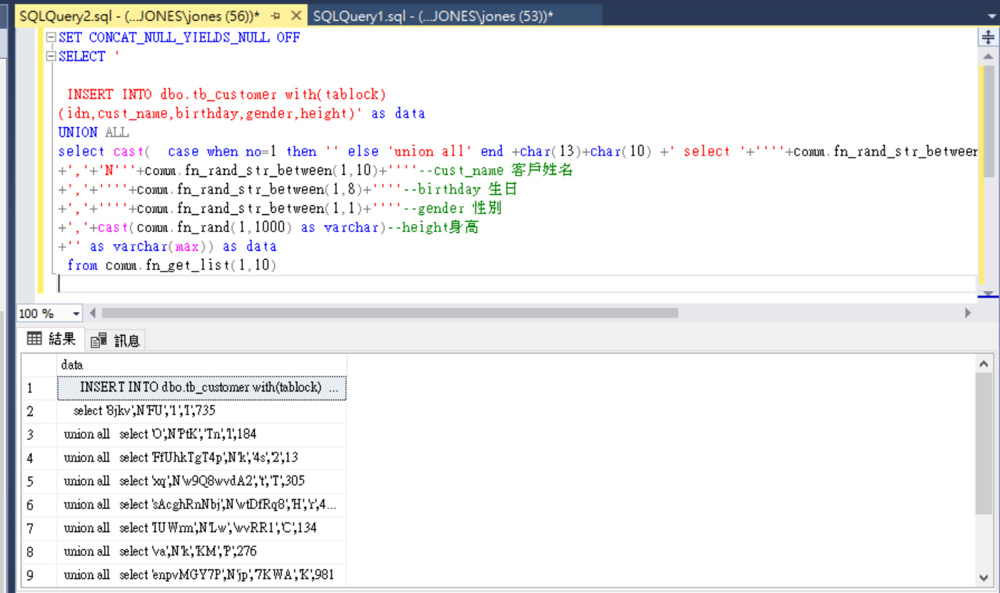 SQLQuery2.sql - (...JONES\jones (56))* SQLQuery1.sql - (...JONES\jones (53))*
SET CONCAT_NULL_YIELDS_NULL OFF
SELECT '
INSERT INTO dbo.tb_customer with(tablock)
(idn,cust_name,birthday,gender,height)' as data
UNION ALL
select cast(  case when no=1 then '' else 'union all' end +char(13)+char(10) +' select '+''''+comm.fn_rand_str_between
+','+'N'''+comm.fn_rand_str_between(1,10)+''''--cust_name 客戶姓名
+','+''''+comm.fn_rand_str_between(1,8)+''''--birthday 生日
+','+''''+comm.fn_rand_str_between(1,1)+''''--gender 性別
+','+cast(comm.fn_rand(1,1000) as varchar)--height身高
+'' as varchar(max)) as data
from comm.fn_get_list(1,10)
100 %
結果 訊息
data
1 INSERT INTO dbo.tb_customer with(tablock) ...
2 select '8jkv',N'FU','1','I',735
3 union all select 'O',N'PtK','Tn','l',184
4 union all select 'FfUhkTgT4p',N'k','4s','2',13
5 union all select 'xq',N'w9Q8wvdA2','t','T',305
6 union all select 'sAcghRnNbj',N'wtDfRq8','H','r',4...
7 union all select 'IUWrm',N'Lw','wvRR1','C',134
8 union all select 'va',N'k','KM','P',276
9 union all select 'enpvMGY7P',N'jp','7KWA','K',981